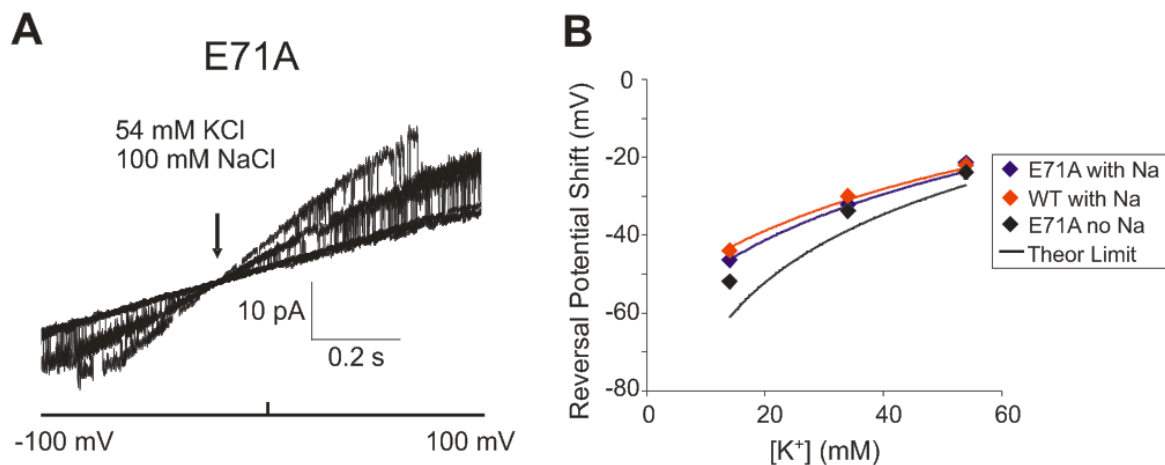 A
E71A
54 mM KCl
100 mM NaCl
10 pA
0.2 s
-100 mV
100 mV
B
Reversal Potential Shift (mV)
0
-20
-40
-60
-80
0
20
40
60
[K⁺] (mM)
E71A with Na
WT with Na
E71A no Na
Theor Limit